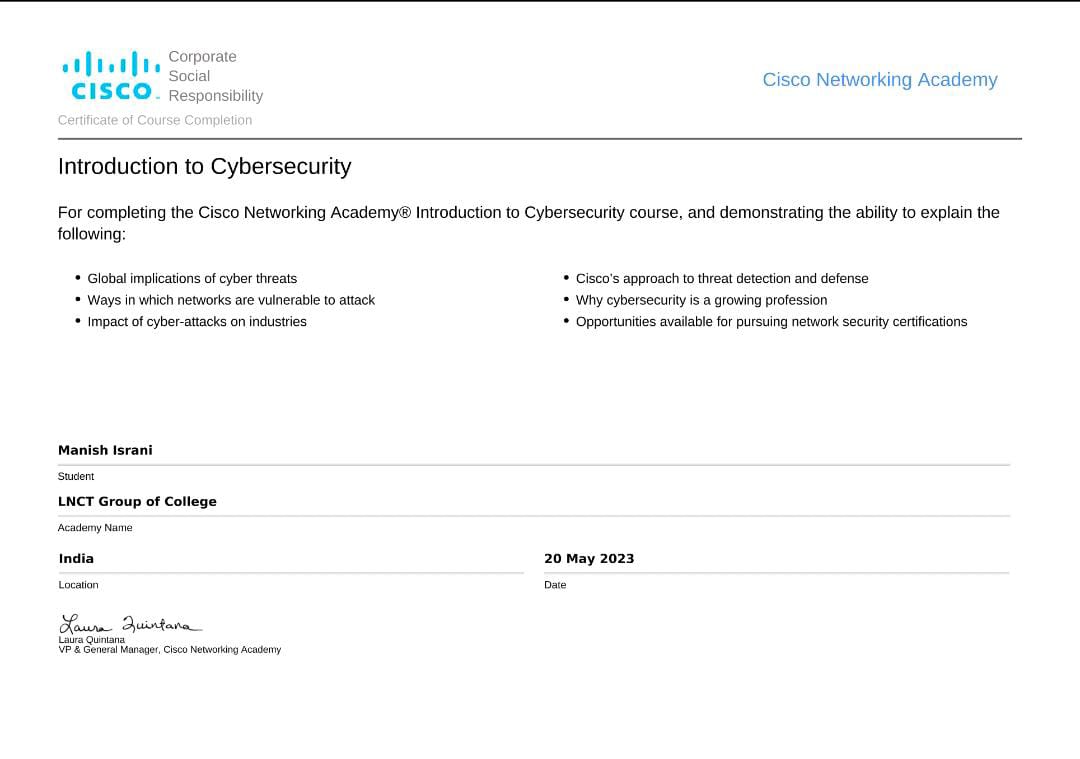 Corporate
Social
Responsibility
CISCO
Cisco Networking Academy
Certificate of Course Completion
Introduction to Cybersecurity
For completing the Cisco Networking Academy® Introduction to Cybersecurity course, and demonstrating the ability to explain the
following:
• Global implications of cyber threats
• Ways in which networks are vulnerable to attack
• Impact of cyber-attacks on industries
• Cisco’s approach to threat detection and defense
• Why cybersecurity is a growing profession
• Opportunities available for pursuing network security certifications
Manish Israni
Student
LNCT Group of College
Academy Name
India
Location
20 May 2023
Date
Laura Quintana
Laura Quintana
VP & General Manager, Cisco Networking Academy